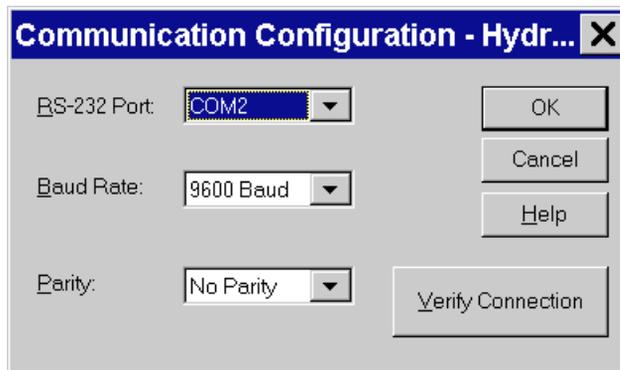 Communication Configuration - Hydr...
RS-232 Port:
COM2
OK
Cancel
Baud Rate:
9600 Baud
Help
Parity:
No Parity
Verify Connection